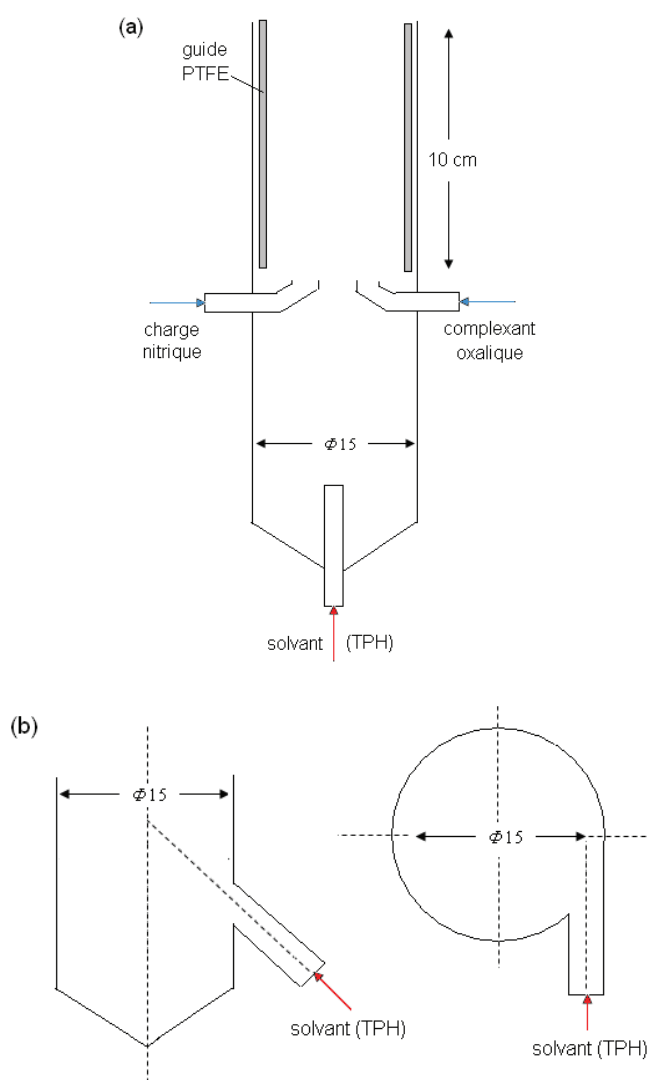 (a)
guide
PTFE
10 cm
charge
nitrique
complexant
oxalique
Φ15
solvant (TPH)
(b)
Φ15
Φ15
solvant (TPH)
solvant (TPH)